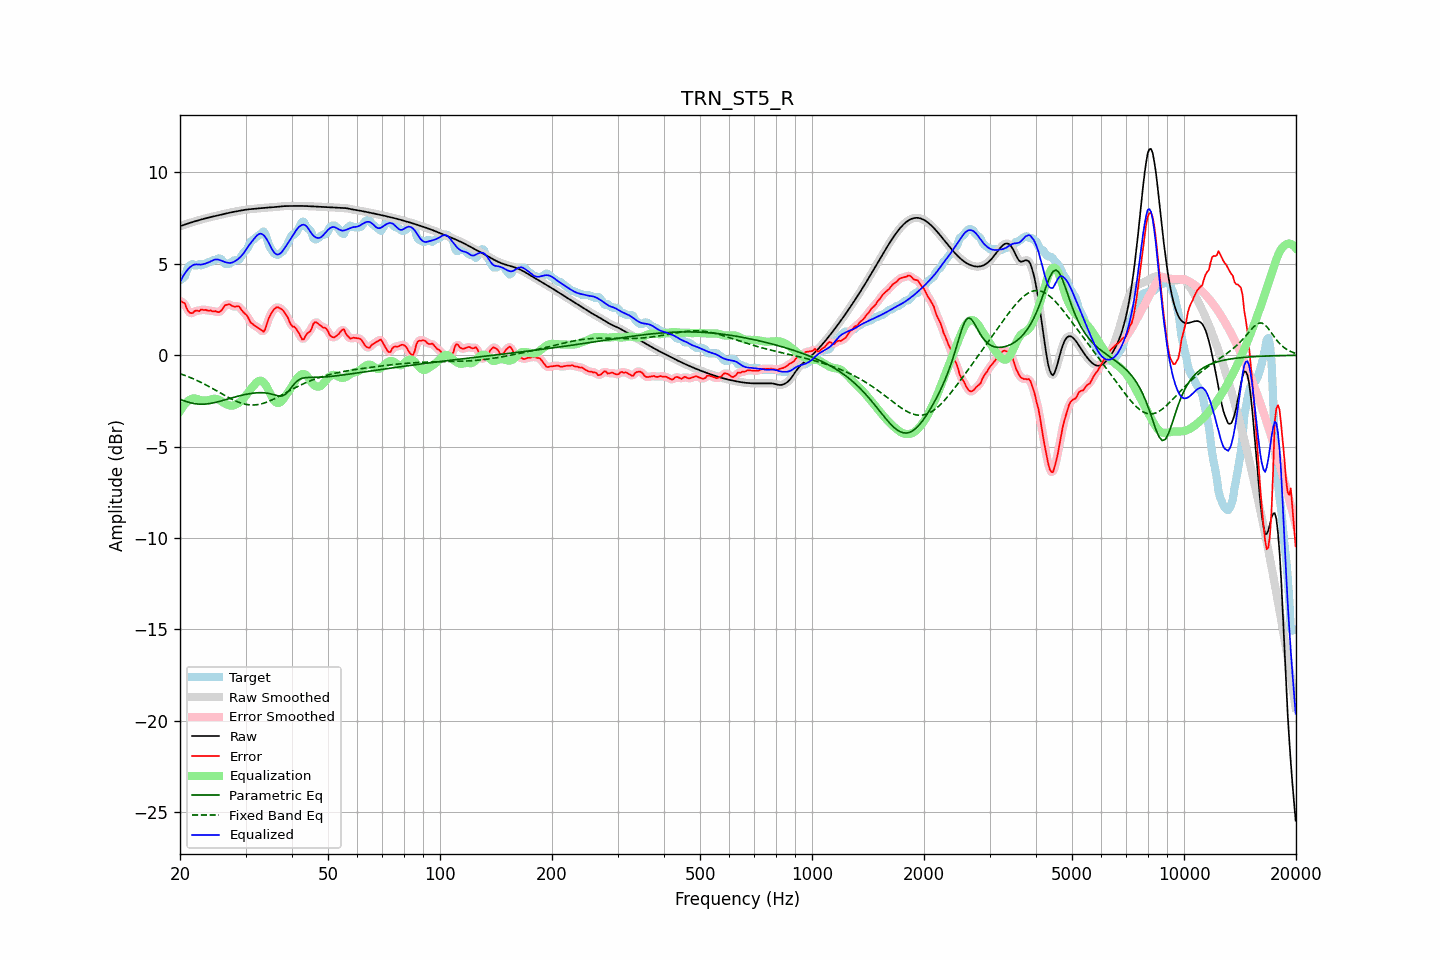 TRN_ST5_R
Amplitude (dBr)
10
5
0
−5
−10
−15
−20
−25
Target
Raw Smoothed
Error Smoothed
Raw
Error
Equalization
Parametric Eq
Fixed Band Eq
Equalized
20 50 100 200 500 1000 2000 5000 10000 20000
Frequency (Hz)